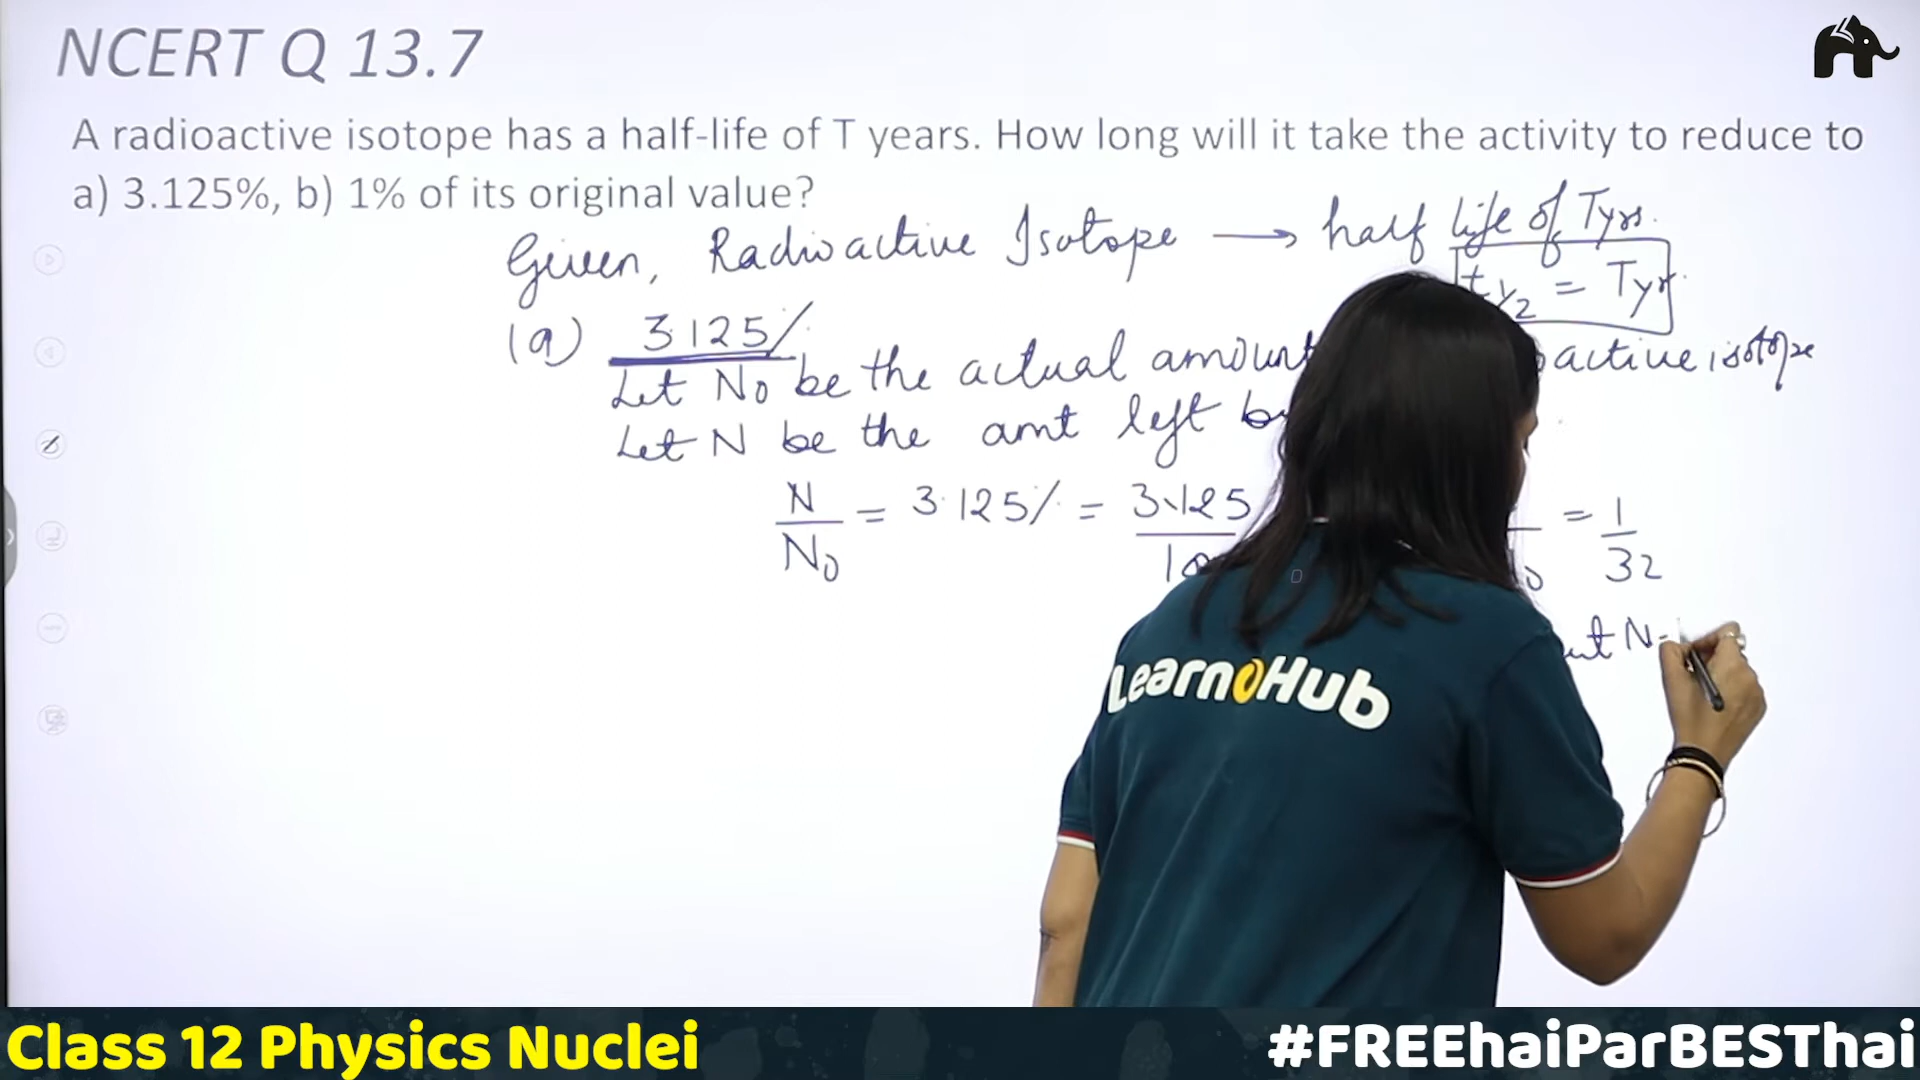 NCERT Q 13.7
A radioactive isotope has a half-life of T years. How long will it take the activity to reduce to
a) 3.125%, b) 1% of its original value?
Given, Radioactive Isotope → half life of Tyrs.
t1/2 = Tyr.
(a) 3.125%
Let N0 be the actual amount active isotope
Let N be the amt left
N/N0 = 3.125% = 3.125/ = 1/32
N
LearnoHub
Class 12 Physics Nuclei
#FREEhaiParBESThai